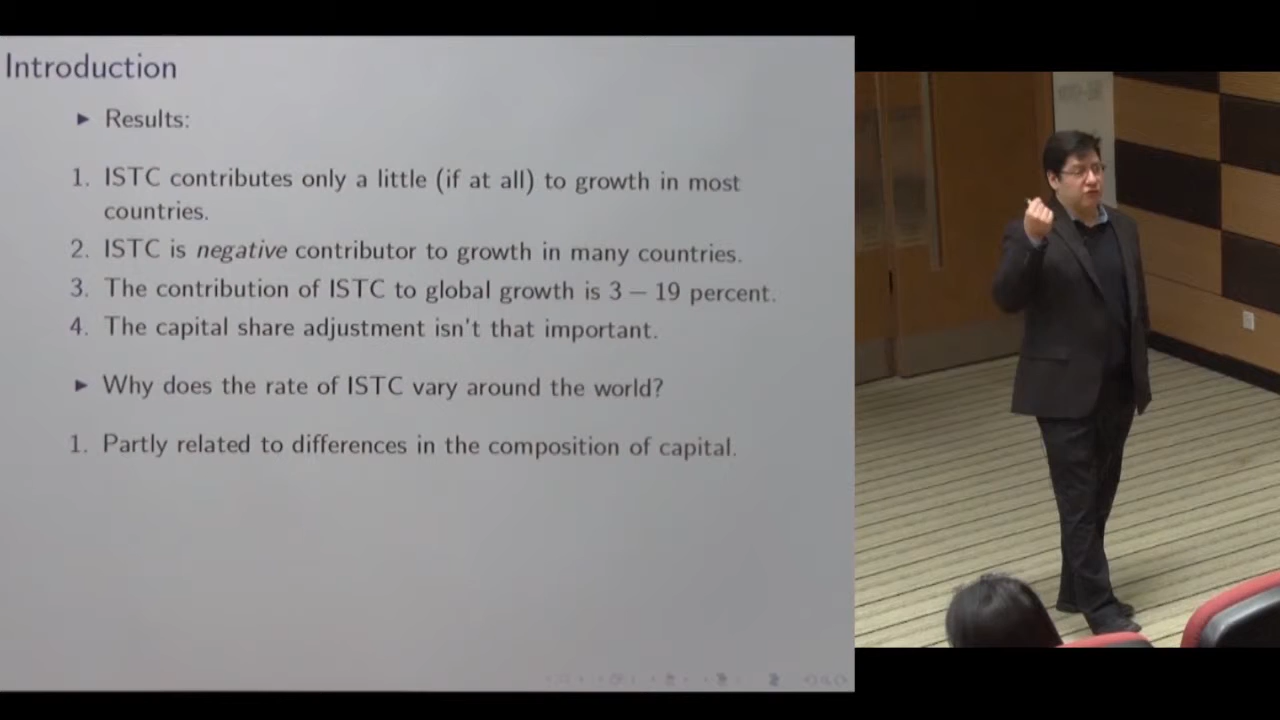 Introduction
▶ Results:
1. ISTC contributes only a little (if at all) to growth in most
countries.
2. ISTC is negative contributor to growth in many countries.
3. The contribution of ISTC to global growth is 3 – 19 percent.
4. The capital share adjustment isn't that important.
▶ Why does the rate of ISTC vary around the world?
1. Partly related to differences in the composition of capital.